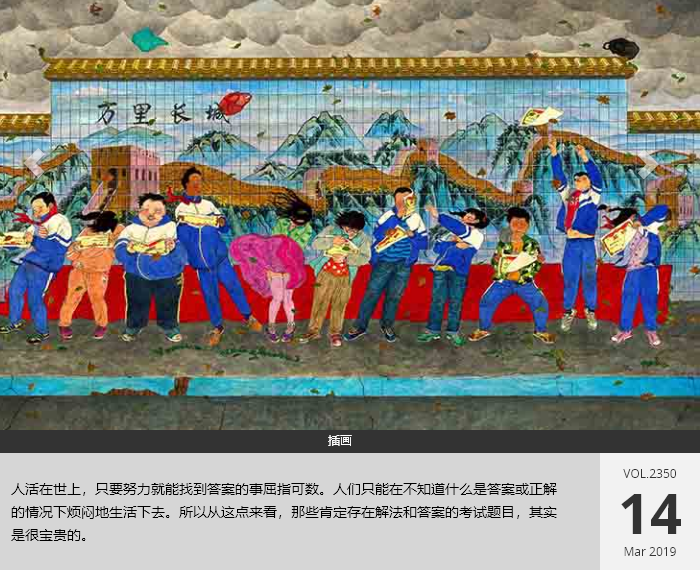 万里长城
插画
人活在世上，只要努力就能找到答案的事屈指可数。人们只能在不知道什么是答案或正解
的情况下烦闷地生活下去。所以从这点来看，那些肯定存在解法和答案的考试题目，其实
是很宝贵的。
VOL.2350
14
Mar 2019